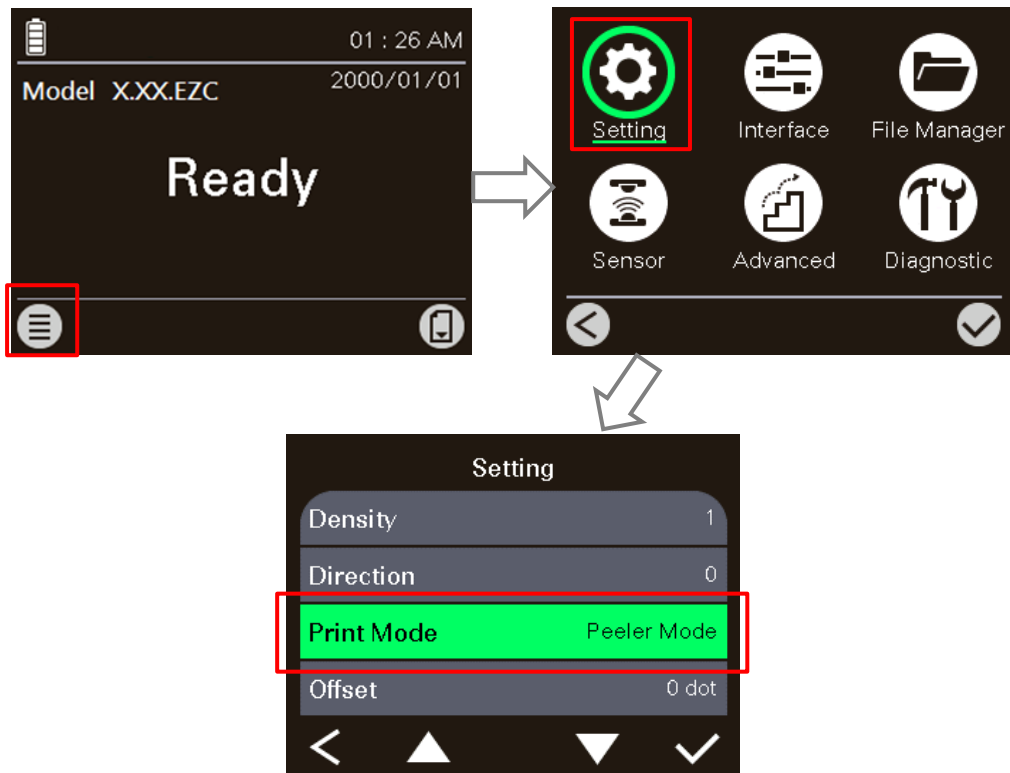 01 : 26 AM
Model X.XX.EZC 2000/01/01
Ready
Setting Interface File Manager
Sensor Advanced Diagnostic
Setting
Density 1
Direction 0
Print Mode Peeler Mode
Offset 0 dot